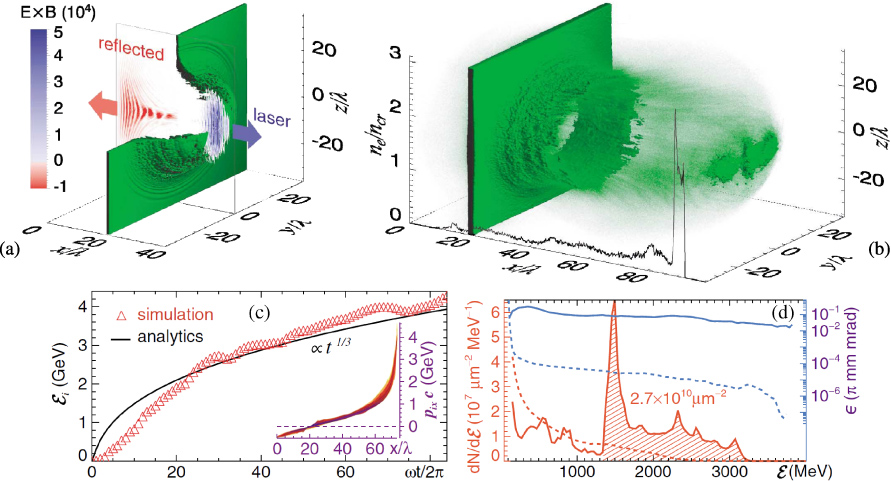 E×B (10⁴)
5
4
3
2
1
0
-1
reflected
laser
20
0
-20
z/λ
0
20
40
x/λ
-20
0
20
y/λ
(a)
3
2
1
0
nₑ/n_cr
0
20
40
60
80
x/λ
20
0
-20
z/λ
-20
0
20
y/λ
(b)
4
3
2
1
0
ℰᵢ (GeV)
simulation
analytics
(c)
∝t ^1/3
4
2
0
p_ix c (GeV)
0 20 40 60 x/λ
0 20 40 60 ωt/2π
6
5
4
3
2
1
0
dN/dℰ (10⁷ μm⁻² MeV⁻¹)
(d)
2.7×10¹⁰μm⁻²
10⁻¹
10⁻²
10⁻⁴
10⁻⁶
ϵ (π mm mrad)
1000 2000 3000 ℰ(MeV)